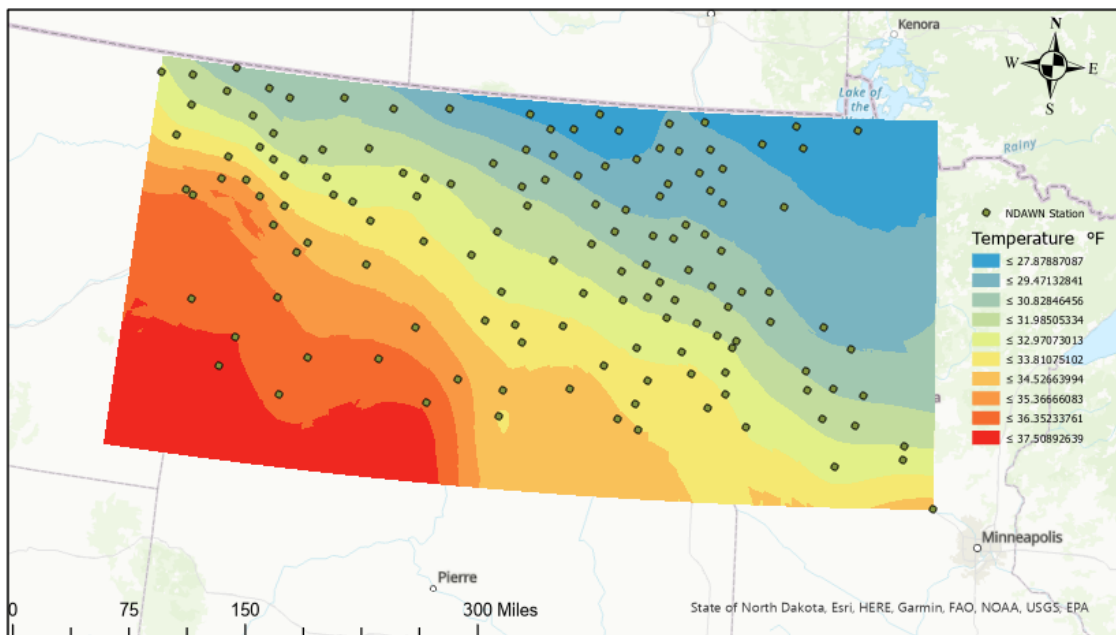 Kenora
N
W
E
S
Lake of
the
Rainy
NDAWN Station
Temperature ºF
≤ 27.87887087
≤ 29.47132841
≤ 30.82846456
≤ 31.98505334
≤ 32.97073013
≤ 33.81075102
≤ 34.52663994
≤ 35.36666083
≤ 36.35233761
≤ 37.50892639
Minneapolis
Pierre
0 75 150 300 Miles
State of North Dakota, Esri, HERE, Garmin, FAO, NOAA, USGS, EPA